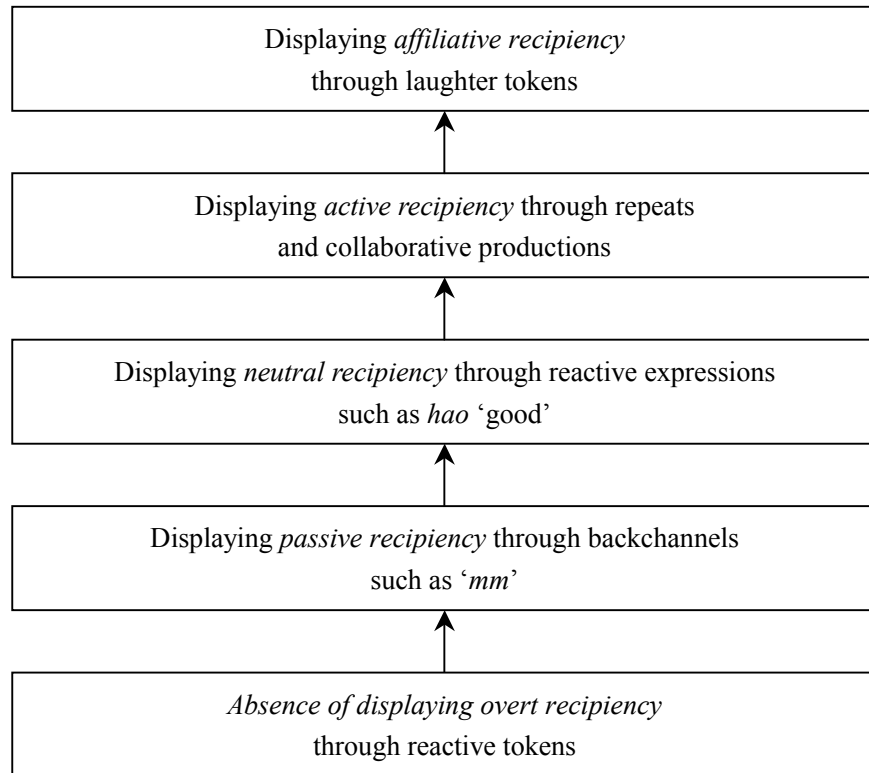 Displaying affiliative recipiency
through laughter tokens
Displaying active recipiency through repeats
and collaborative productions
Displaying neutral recipiency through reactive expressions
such as hao ‘good’
Displaying passive recipiency through backchannels
such as ‘mm’
Absence of displaying overt recipiency
through reactive tokens